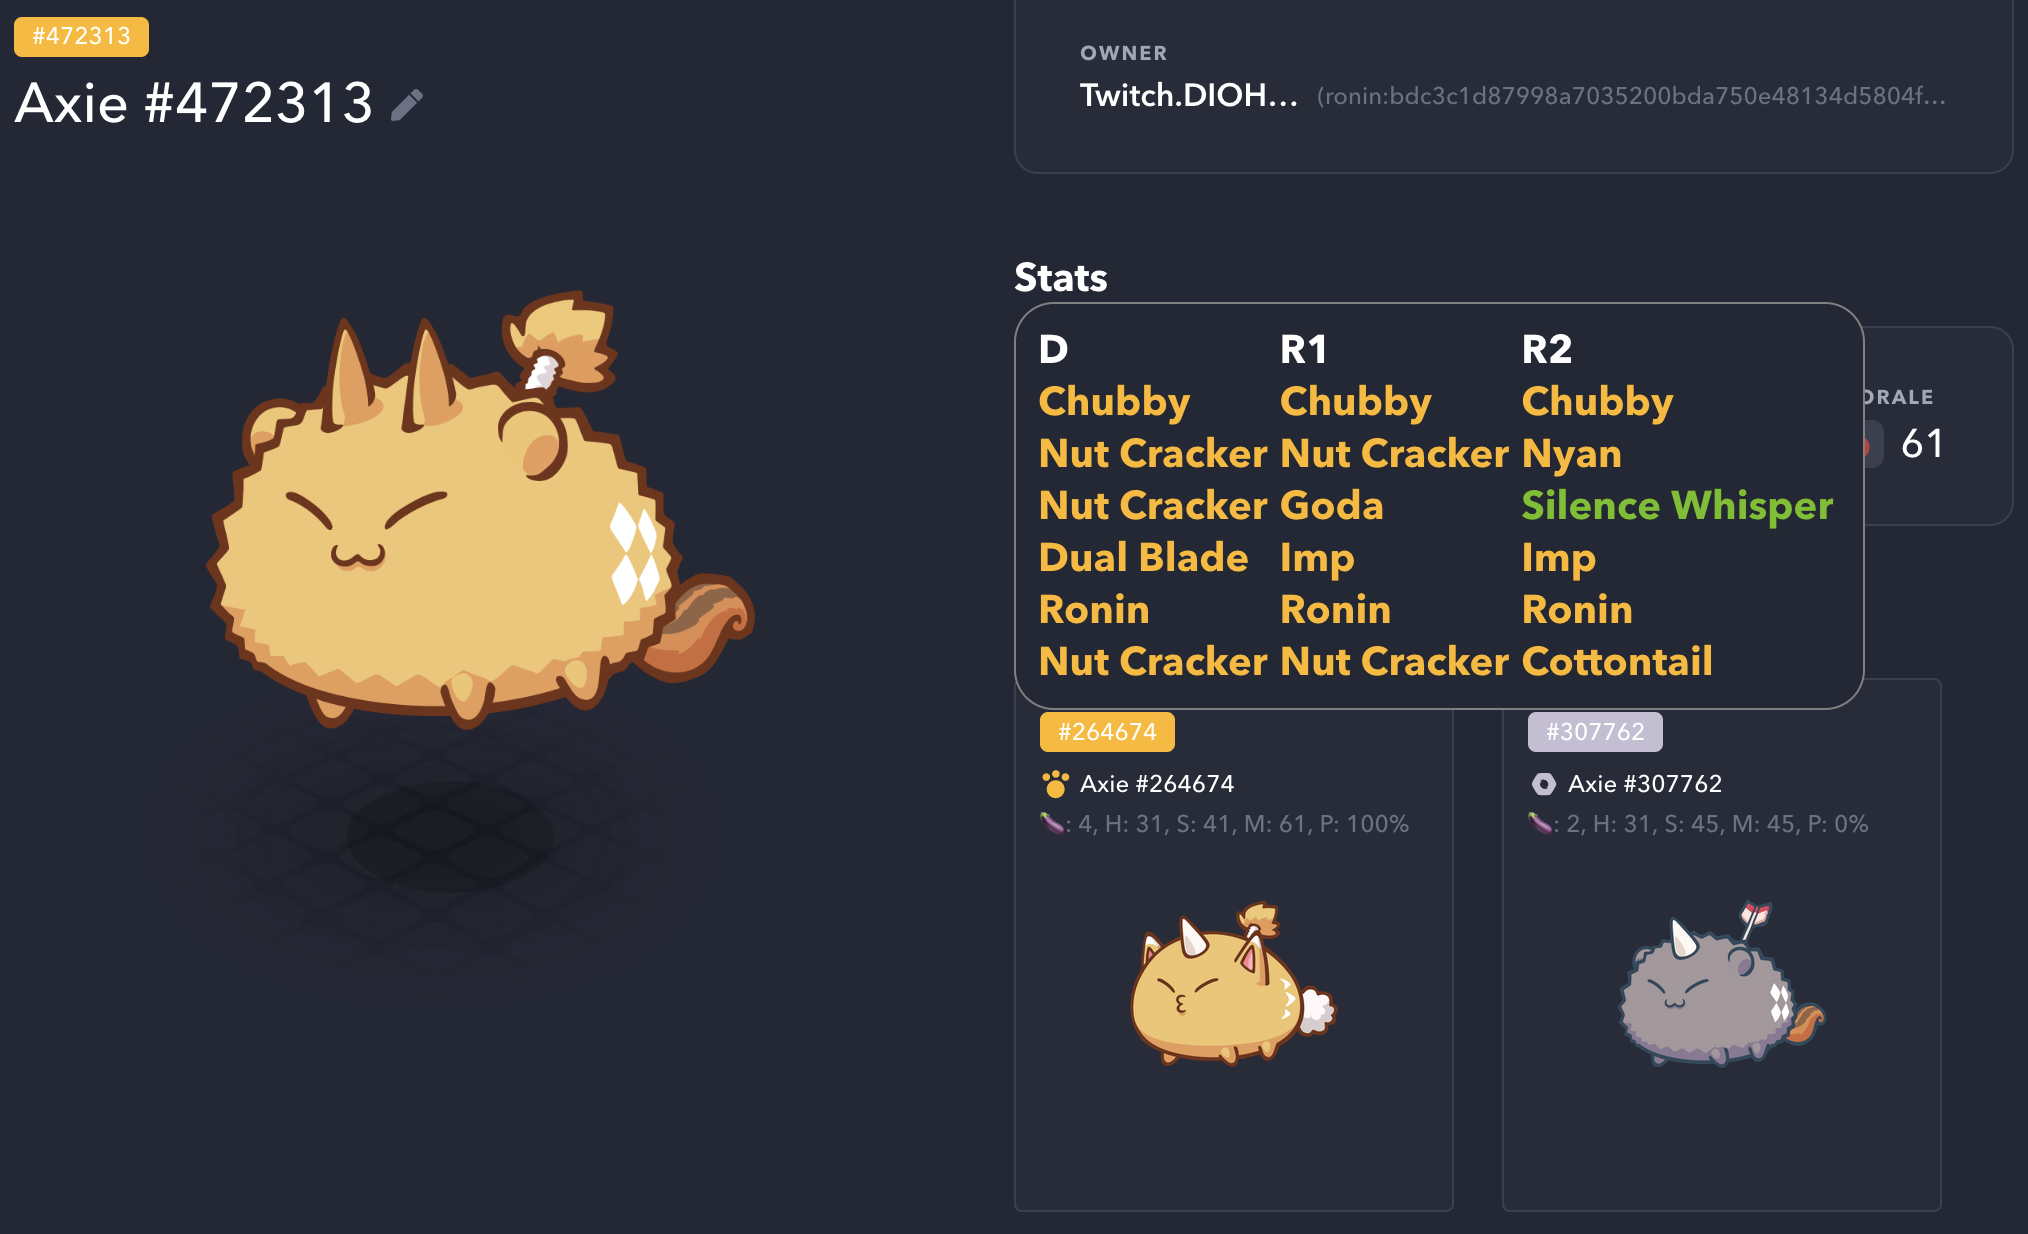 #472313
Axie #472313
OWNER
Twitch.DIOH... (ronin:bdc3c1d87998a7035200bda750e48134d5804f...
Stats
D R1 R2
Chubby Chubby Chubby
Nut Cracker Nut Cracker Nyan
Nut Cracker Goda Silence Whisper
Dual Blade Imp Imp
Ronin Ronin Ronin
Nut Cracker Nut Cracker Cottontail
ORALE
61
#264674
Axie #264674
🍆: 4, H: 31, S: 41, M: 61, P: 100%
#307762
Axie #307762
🍆: 2, H: 31, S: 45, M: 45, P: 0%